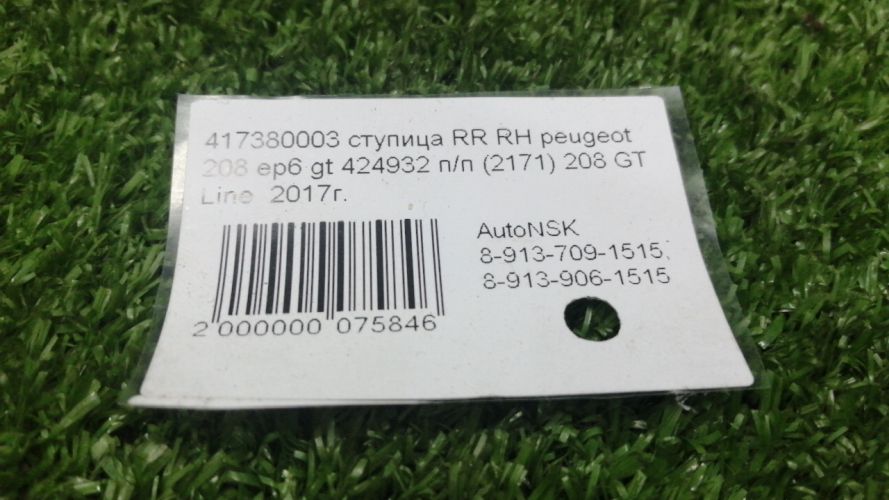 417380003 ступица RR RH peugeot
208 ep6 gt 424932 п/п (2171) 208 GT
Line 2017г.
AutoNSK
8-913-709-1515,
8-913-906-1515
2 000000 075846